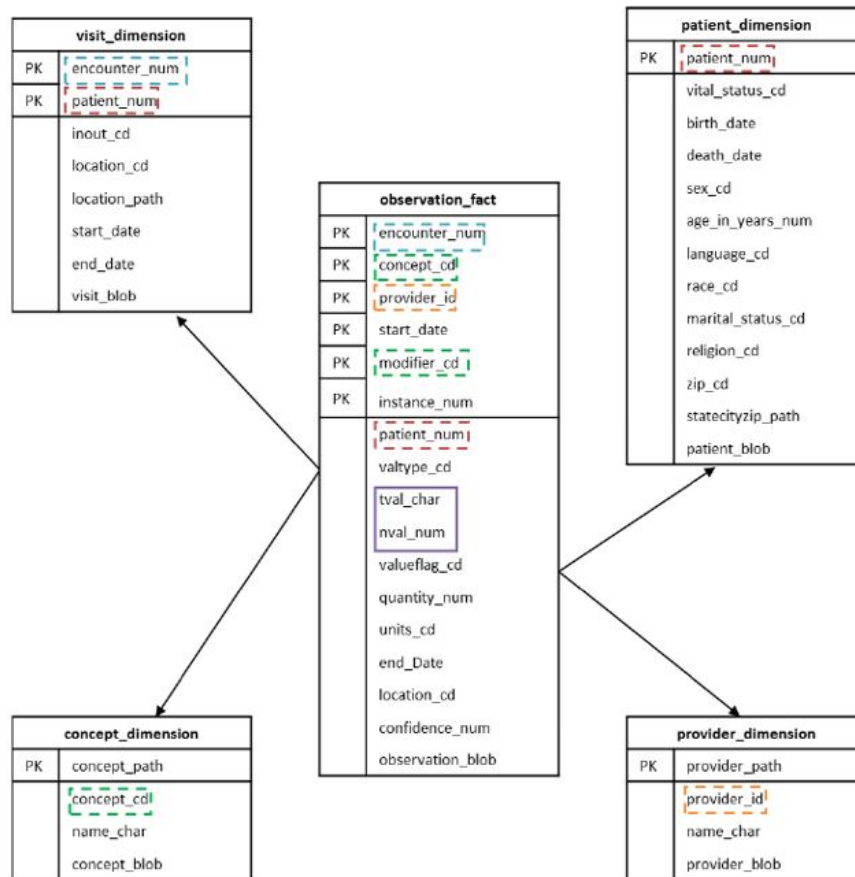 visit_dimension
PK encounter_num
PK patient_num
inout_cd
location_cd
location_path
start_date
end_date
visit_blob
patient_dimension
PK patient_num
vital_status_cd
birth_date
death_date
sex_cd
age_in_years_num
language_cd
race_cd
marital_status_cd
religion_cd
zip_cd
statecityzip_path
patient_blob
observation_fact
PK encounter_num
PK concept_cd
PK provider_id
PK start_date
PK modifier_cd
PK instance_num
patient_num
valtype_cd
tval_char
nval_num
valueflag_cd
quantity_num
units_cd
end_Date
location_cd
confidence_num
observation_blob
concept_dimension
PK concept_path
concept_cd
name_char
concept_blob
provider_dimension
PK provider_path
provider_id
name_char
provider_blob